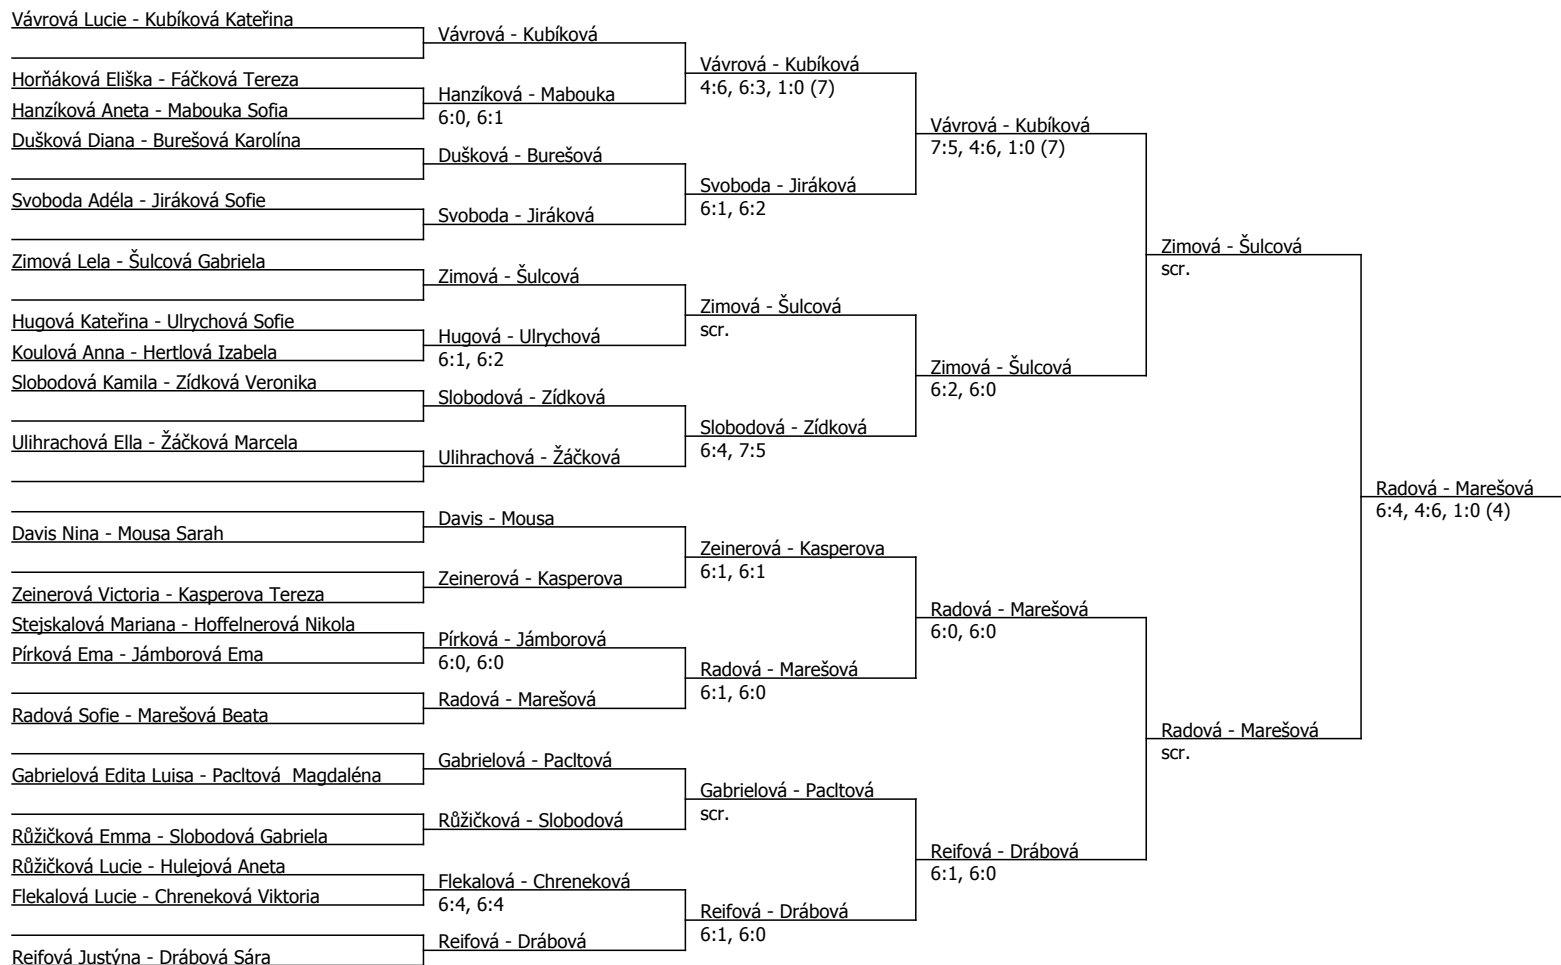 Vávrová Lucie - Kubíková Kateřina
Horňáková Eliška - Fáčková Tereza
Hanzíková Aneta - Mabouka Sofia
Dušková Diana - Burešová Karolína
Svoboda Adéla - Jiráková Sofie
Zimová Lela - Šulcová Gabriela
Hugová Kateřina - Ulrychová Sofie
Koulová Anna - Hertlová Izabela
Slobodová Kamila - Zídková Veronika
Ulihrachová Ella - Žáčková Marcela
Davis Nina - Mousa Sarah
Zeinerová Victoria - Kasperova Tereza
Stejskalová Mariana - Hoffelnerová Nikola
Pírková Ema - Jámborová Ema
Radová Sofie - Marešová Beata
Gabrielová Edita Luisa - Pacltová  Magdaléna
Růžičková Emma - Slobodová Gabriela
Růžičková Lucie - Hulejová Aneta
Flekalová Lucie - Chreneková Viktoria
Reifová Justýna - Drábová Sára
Vávrová - Kubíková
Hanzíková - Mabouka
6:0, 6:1
Dušková - Burešová
Svoboda - Jiráková
Zimová - Šulcová
Hugová - Ulrychová
6:1, 6:2
Slobodová - Zídková
Ulihrachová - Žáčková
Davis - Mousa
Zeinerová - Kasperova
Pírková - Jámborová
6:0, 6:0
Radová - Marešová
Gabrielová - Pacltová
Růžičková - Slobodová
Flekalová - Chreneková
6:4, 6:4
Reifová - Drábová
Vávrová - Kubíková
4:6, 6:3, 1:0 (7)
Svoboda - Jiráková
6:1, 6:2
Zimová - Šulcová
scr.
Slobodová - Zídková
6:4, 7:5
Zeinerová - Kasperova
6:1, 6:1
Radová - Marešová
6:1, 6:0
Gabrielová - Pacltová
scr.
Reifová - Drábová
6:1, 6:0
Vávrová - Kubíková
7:5, 4:6, 1:0 (7)
Zimová - Šulcová
6:2, 6:0
Radová - Marešová
6:0, 6:0
Reifová - Drábová
6:1, 6:0
Zimová - Šulcová
scr.
Radová - Marešová
scr.
Radová - Marešová
6:4, 4:6, 1:0 (4)